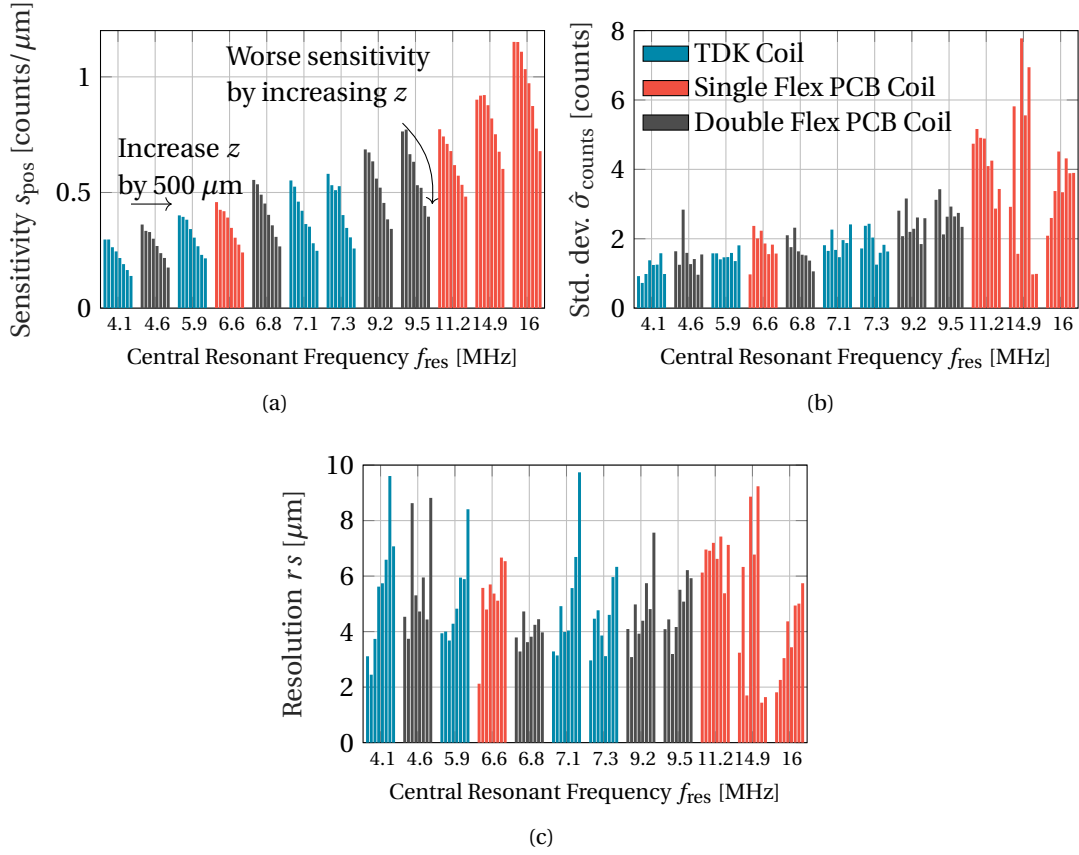 Sensitivity s_pos [counts/μm]
1
0.5
0
Worse sensitivity
by increasing z
Increase z
by 500 μm
4.1 4.6 5.9 6.6 6.8 7.1 7.3 9.2 9.5 11.2 14.9 16
Central Resonant Frequency f_res [MHz]
(a)
Std. dev. σ̂_counts [counts]
8
6
4
2
0
TDK Coil
Single Flex PCB Coil
Double Flex PCB Coil
4.1 4.6 5.9 6.6 6.8 7.1 7.3 9.2 9.5 11.2 14.9 16
Central Resonant Frequency f_res [MHz]
(b)
Resolution rs [μm]
10
8
6
4
2
0
4.1 4.6 5.9 6.6 6.8 7.1 7.3 9.2 9.5 11.2 14.9 16
Central Resonant Frequency f_res [MHz]
(c)